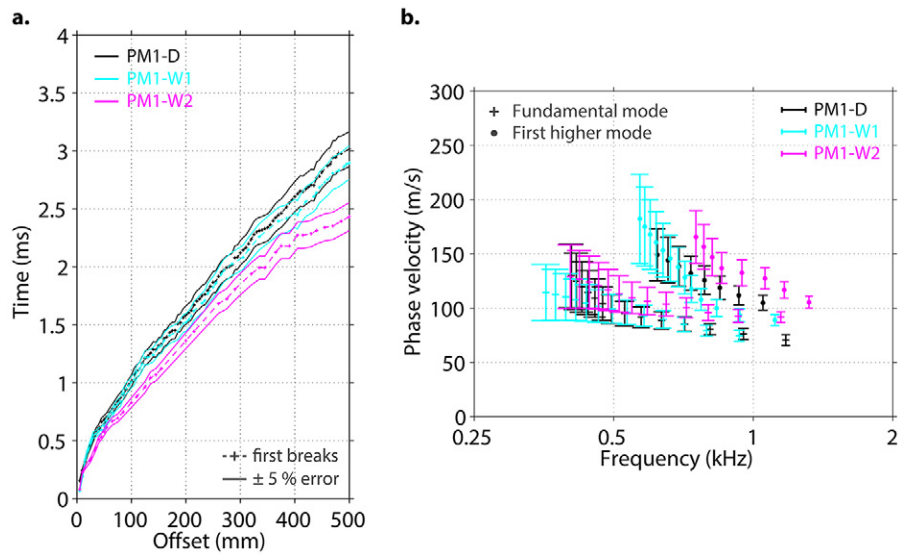 a.
4
3.5
3
2.5
2
1.5
1
0.5
0
Time (ms)
PM1-D
PM1-W1
PM1-W2
first breaks
± 5 % error
0 100 200 300 400 500
Offset (mm)
b.
300
250
200
150
100
50
0
Phase velocity (m/s)
Fundamental mode
First higher mode
PM1-D
PM1-W1
PM1-W2
0.25 0.5 1 2
Frequency (kHz)